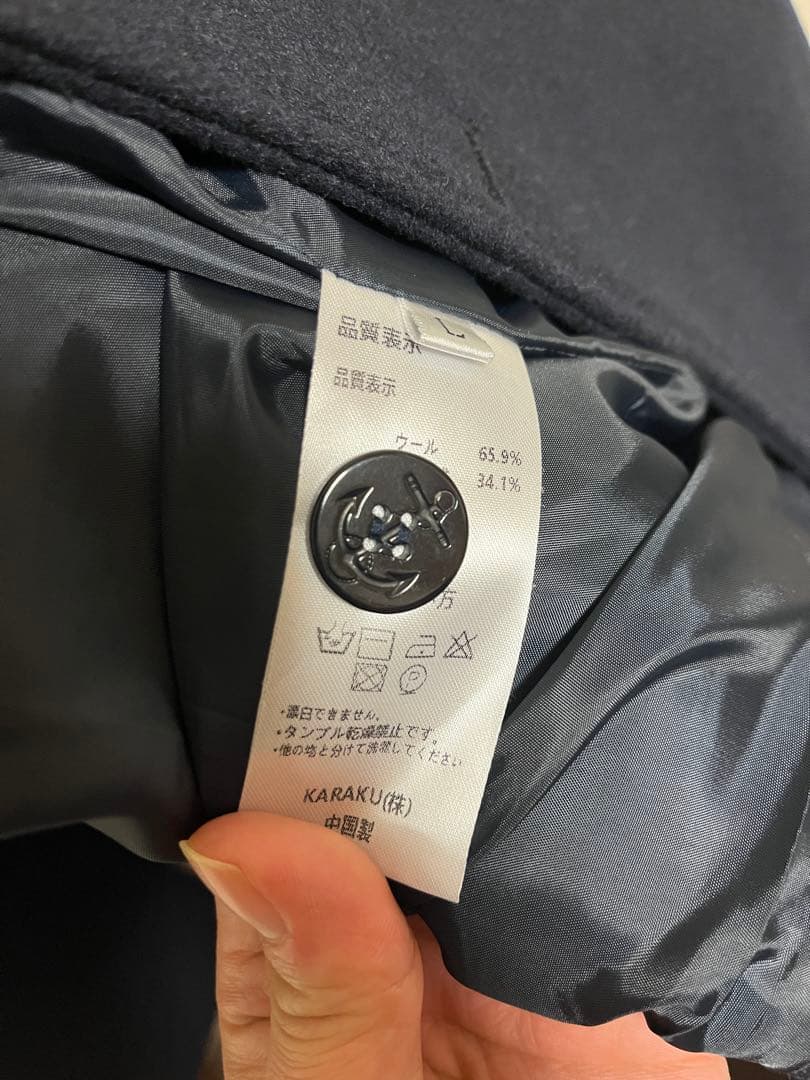 L
品質表示
品質表示
ウール 65.9%
34.1%
方
P
・漂白できません。
・タンブル乾燥禁止です。
・他の塩と分けて洗濯してください
KARAKU(株)
中国製